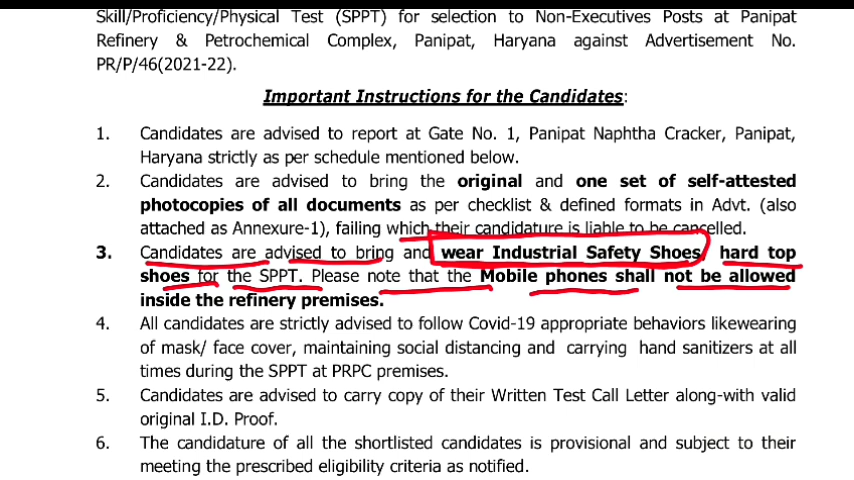 Skill/Proficiency/Physical Test (SPPT) for selection to Non-Executives Posts at Panipat
Refinery & Petrochemical Complex, Panipat, Haryana against Advertisement No.
PR/P/46(2021-22).
Important Instructions for the Candidates:
1. Candidates are advised to report at Gate No. 1, Panipat Naphtha Cracker, Panipat,
Haryana strictly as per schedule mentioned below.
2. Candidates are advised to bring the original and one set of self-attested
photocopies of all documents as per checklist & defined formats in Advt. (also
attached as Annexure-1), failing which their candidature is liable to be cancelled.
3. Candidates are advised to bring and wear Industrial Safety Shoes/ hard top
shoes for the SPPT. Please note that the Mobile phones shall not be allowed
inside the refinery premises.
4. All candidates are strictly advised to follow Covid-19 appropriate behaviors likewearing
of mask/ face cover, maintaining social distancing and carrying hand sanitizers at all
times during the SPPT at PRPC premises.
5. Candidates are advised to carry copy of their Written Test Call Letter along-with valid
original I.D. Proof.
6. The candidature of all the shortlisted candidates is provisional and subject to their
meeting the prescribed eligibility criteria as notified.